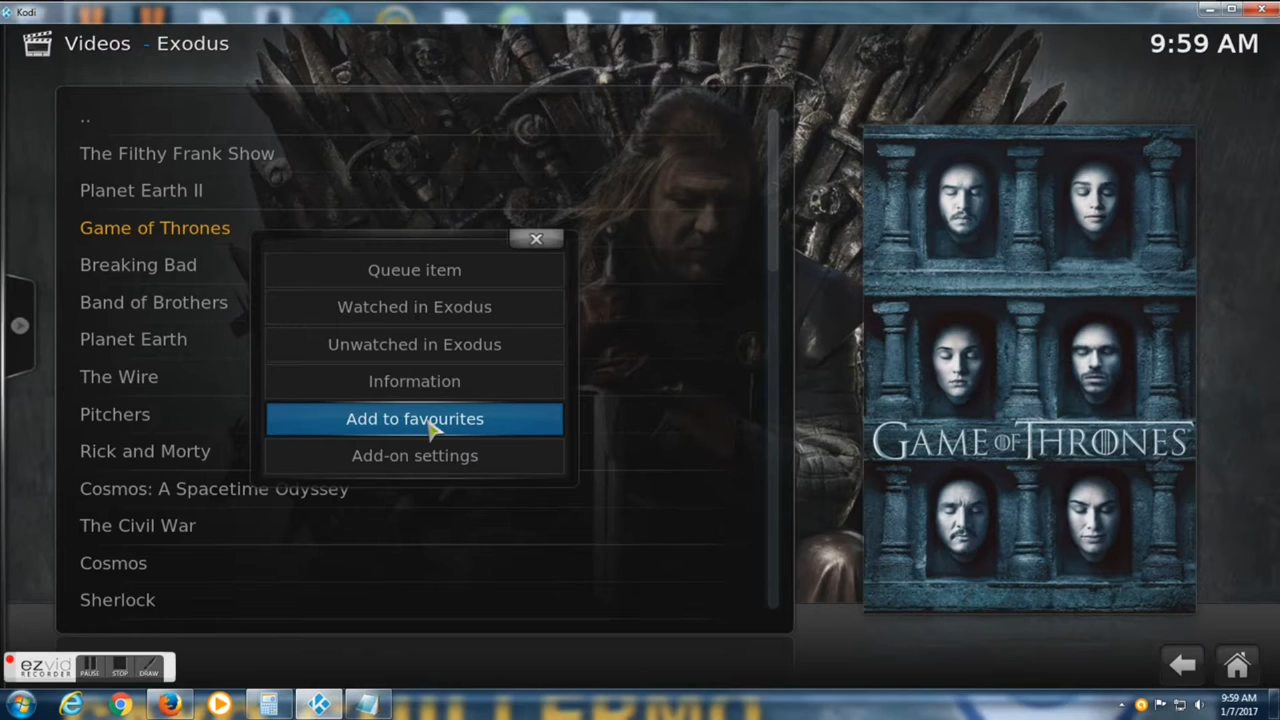 Kodi
Videos - Exodus
9:59 AM
..
The Filthy Frank Show
Planet Earth II
Game of Thrones
Breaking Bad
Band of Brothers
Planet Earth
The Wire
Pitchers
Rick and Morty
Cosmos: A Spacetime Odyssey
The Civil War
Cosmos
Sherlock
Queue item
Watched in Exodus
Unwatched in Exodus
Information
Add to favourites
Add-on settings
GAME OF THRONES
ezvid
RECORDER
PAUSE
STOP
DRAW
9:59 AM
1/7/2017